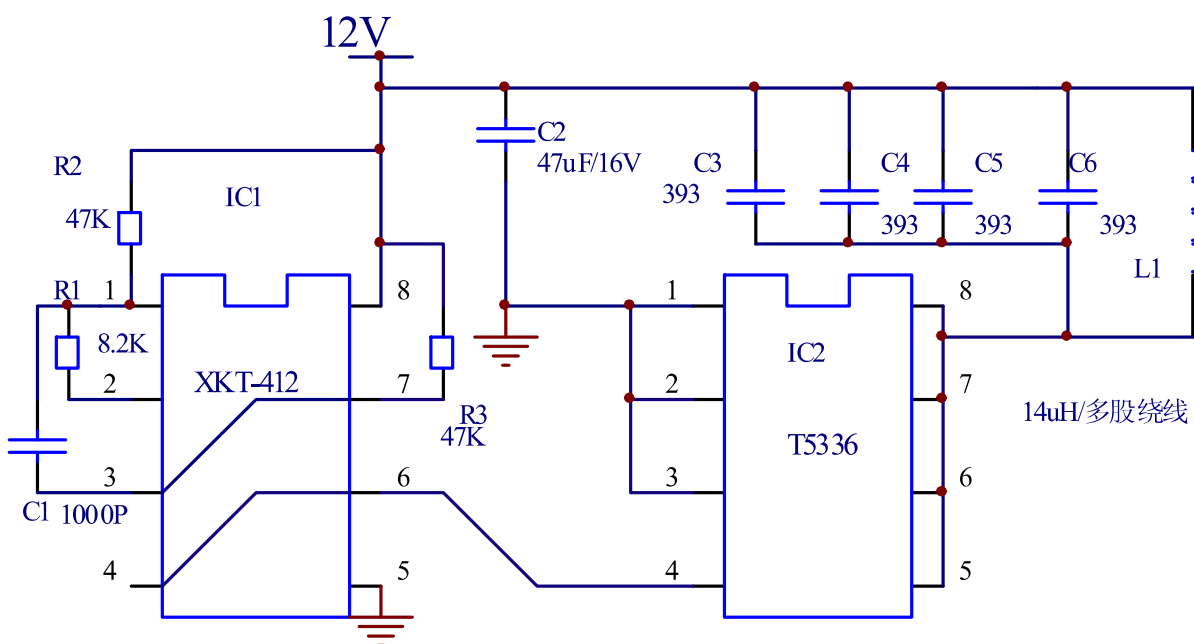 12V
C2
47uF/16V
C3
393
C4
393
C5
393
C6
393
R2
47K
IC1
L1
R1
8.2K
1
2
3
4
8
7
6
5
XKT-412
R3
47K
C1 1000P
1
2
3
4
8
7
6
5
IC2
T5336
14uH/多股绕线